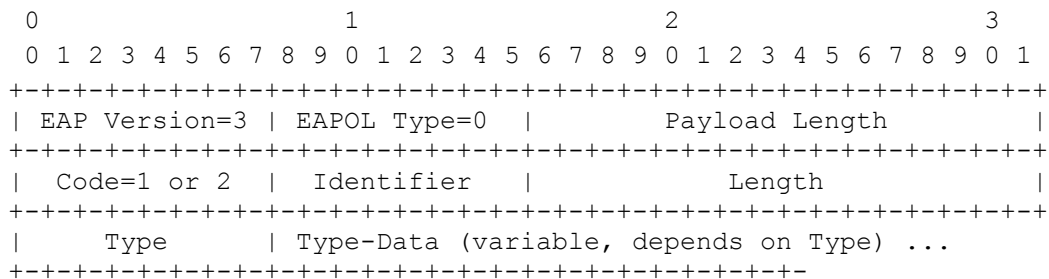 0                   1                   2                   3
 0 1 2 3 4 5 6 7 8 9 0 1 2 3 4 5 6 7 8 9 0 1 2 3 4 5 6 7 8 9 0 1
+-+-+-+-+-+-+-+-+-+-+-+-+-+-+-+-+-+-+-+-+-+-+-+-+-+-+-+-+-+-+-+-+
| EAP Version=3 | EAPOL Type=0  |        Payload Length         |
+-+-+-+-+-+-+-+-+-+-+-+-+-+-+-+-+-+-+-+-+-+-+-+-+-+-+-+-+-+-+-+-+
|  Code=1 or 2  |  Identifier   |            Length             |
+-+-+-+-+-+-+-+-+-+-+-+-+-+-+-+-+-+-+-+-+-+-+-+-+-+-+-+-+-+-+-+-+
|     Type      | Type-Data (variable, depends on Type) ...
+-+-+-+-+-+-+-+-+-+-+-+-+-+-+-+-+-+-+-+-+-+-+-+-+-